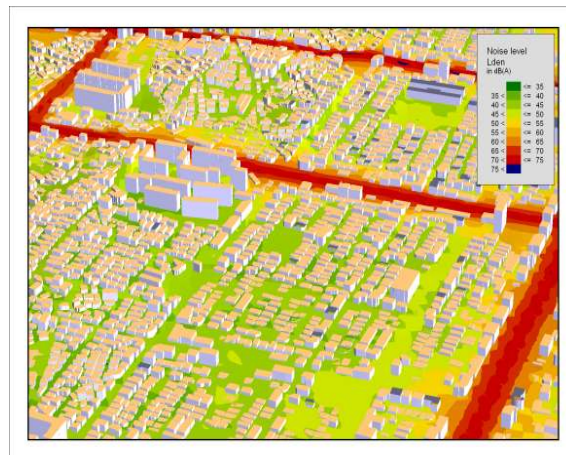 Noise level
Lden
in dB(A)
<= 35
35 < <= 40
40 < <= 45
45 < <= 50
50 < <= 55
55 < <= 60
60 < <= 65
65 < <= 70
70 < <= 75
75 <